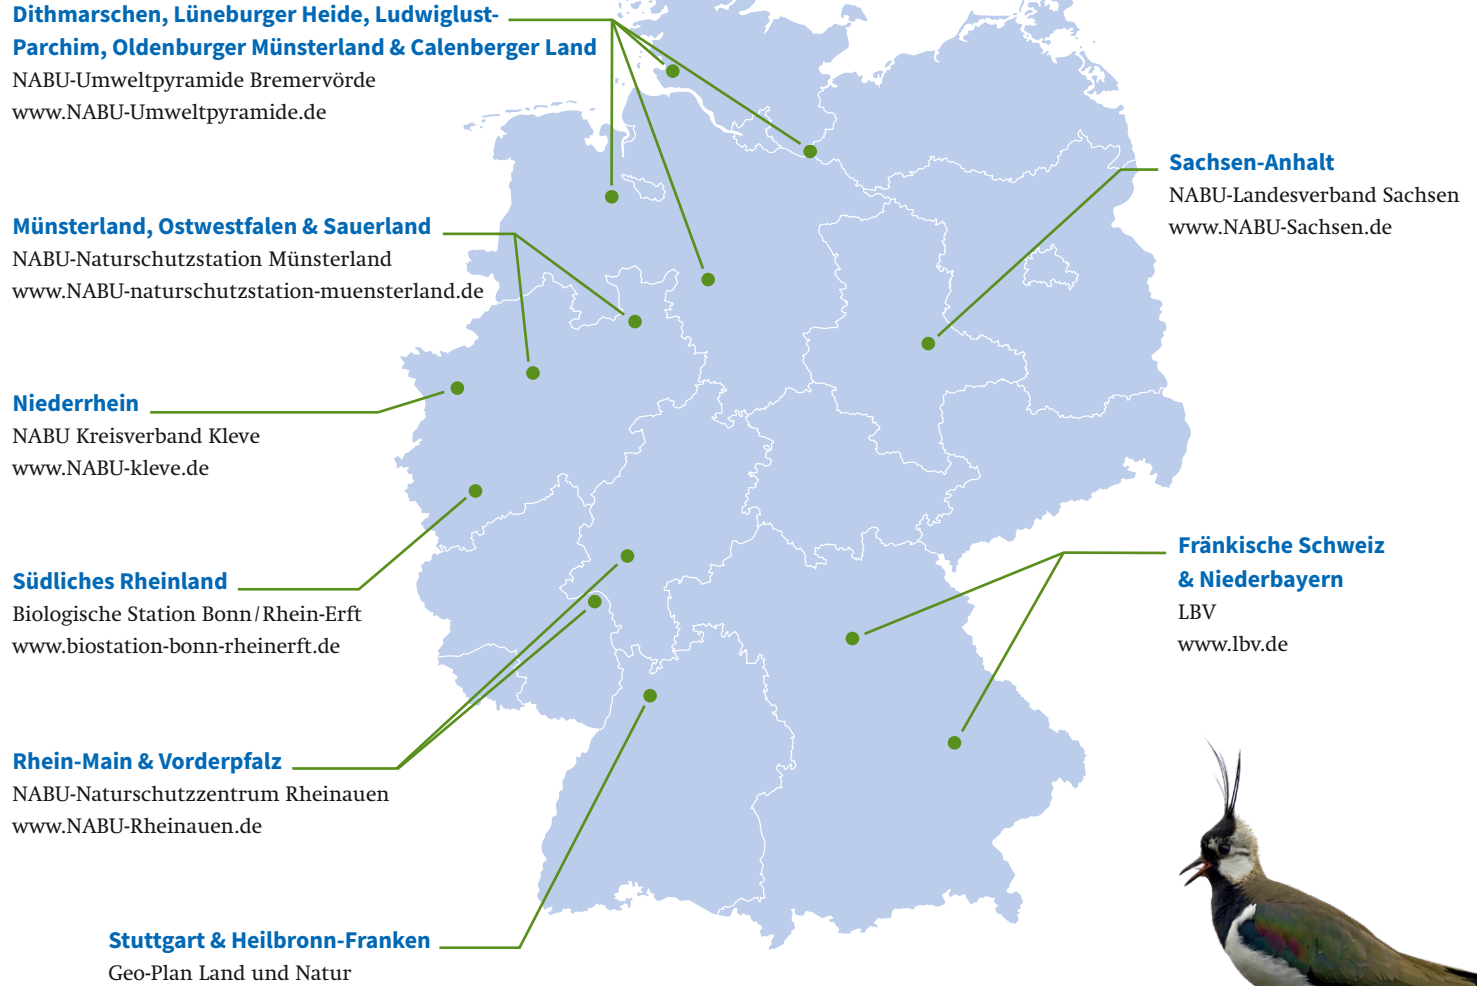 Dithmarschen, Lüneburger Heide, Ludwiglust-
Parchim, Oldenburger Münsterland & Calenberger Land
NABU-Umweltpyramide Bremervörde
www.NABU-Umweltpyramide.de
Münsterland, Ostwestfalen & Sauerland
NABU-Naturschutzstation Münsterland
www.NABU-naturschutzstation-muensterland.de
Niederrhein
NABU Kreisverband Kleve
www.NABU-kleve.de
Südliches Rheinland
Biologische Station Bonn/Rhein-Erft
www.biostation-bonn-rheinerft.de
Rhein-Main & Vorderpfalz
NABU-Naturschutzzentrum Rheinauen
www.NABU-Rheinauen.de
Stuttgart & Heilbronn-Franken
Geo-Plan Land und Natur
Sachsen-Anhalt
NABU-Landesverband Sachsen
www.NABU-Sachsen.de
Fränkische Schweiz
& Niederbayern
LBV
www.lbv.de